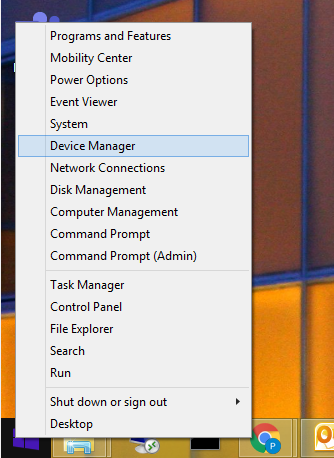 Programs and Features
Mobility Center
Power Options
Event Viewer
System
Device Manager
Network Connections
Disk Management
Computer Management
Command Prompt
Command Prompt (Admin)
Task Manager
Control Panel
File Explorer
Search
Run
Shut down or sign out
Desktop
P